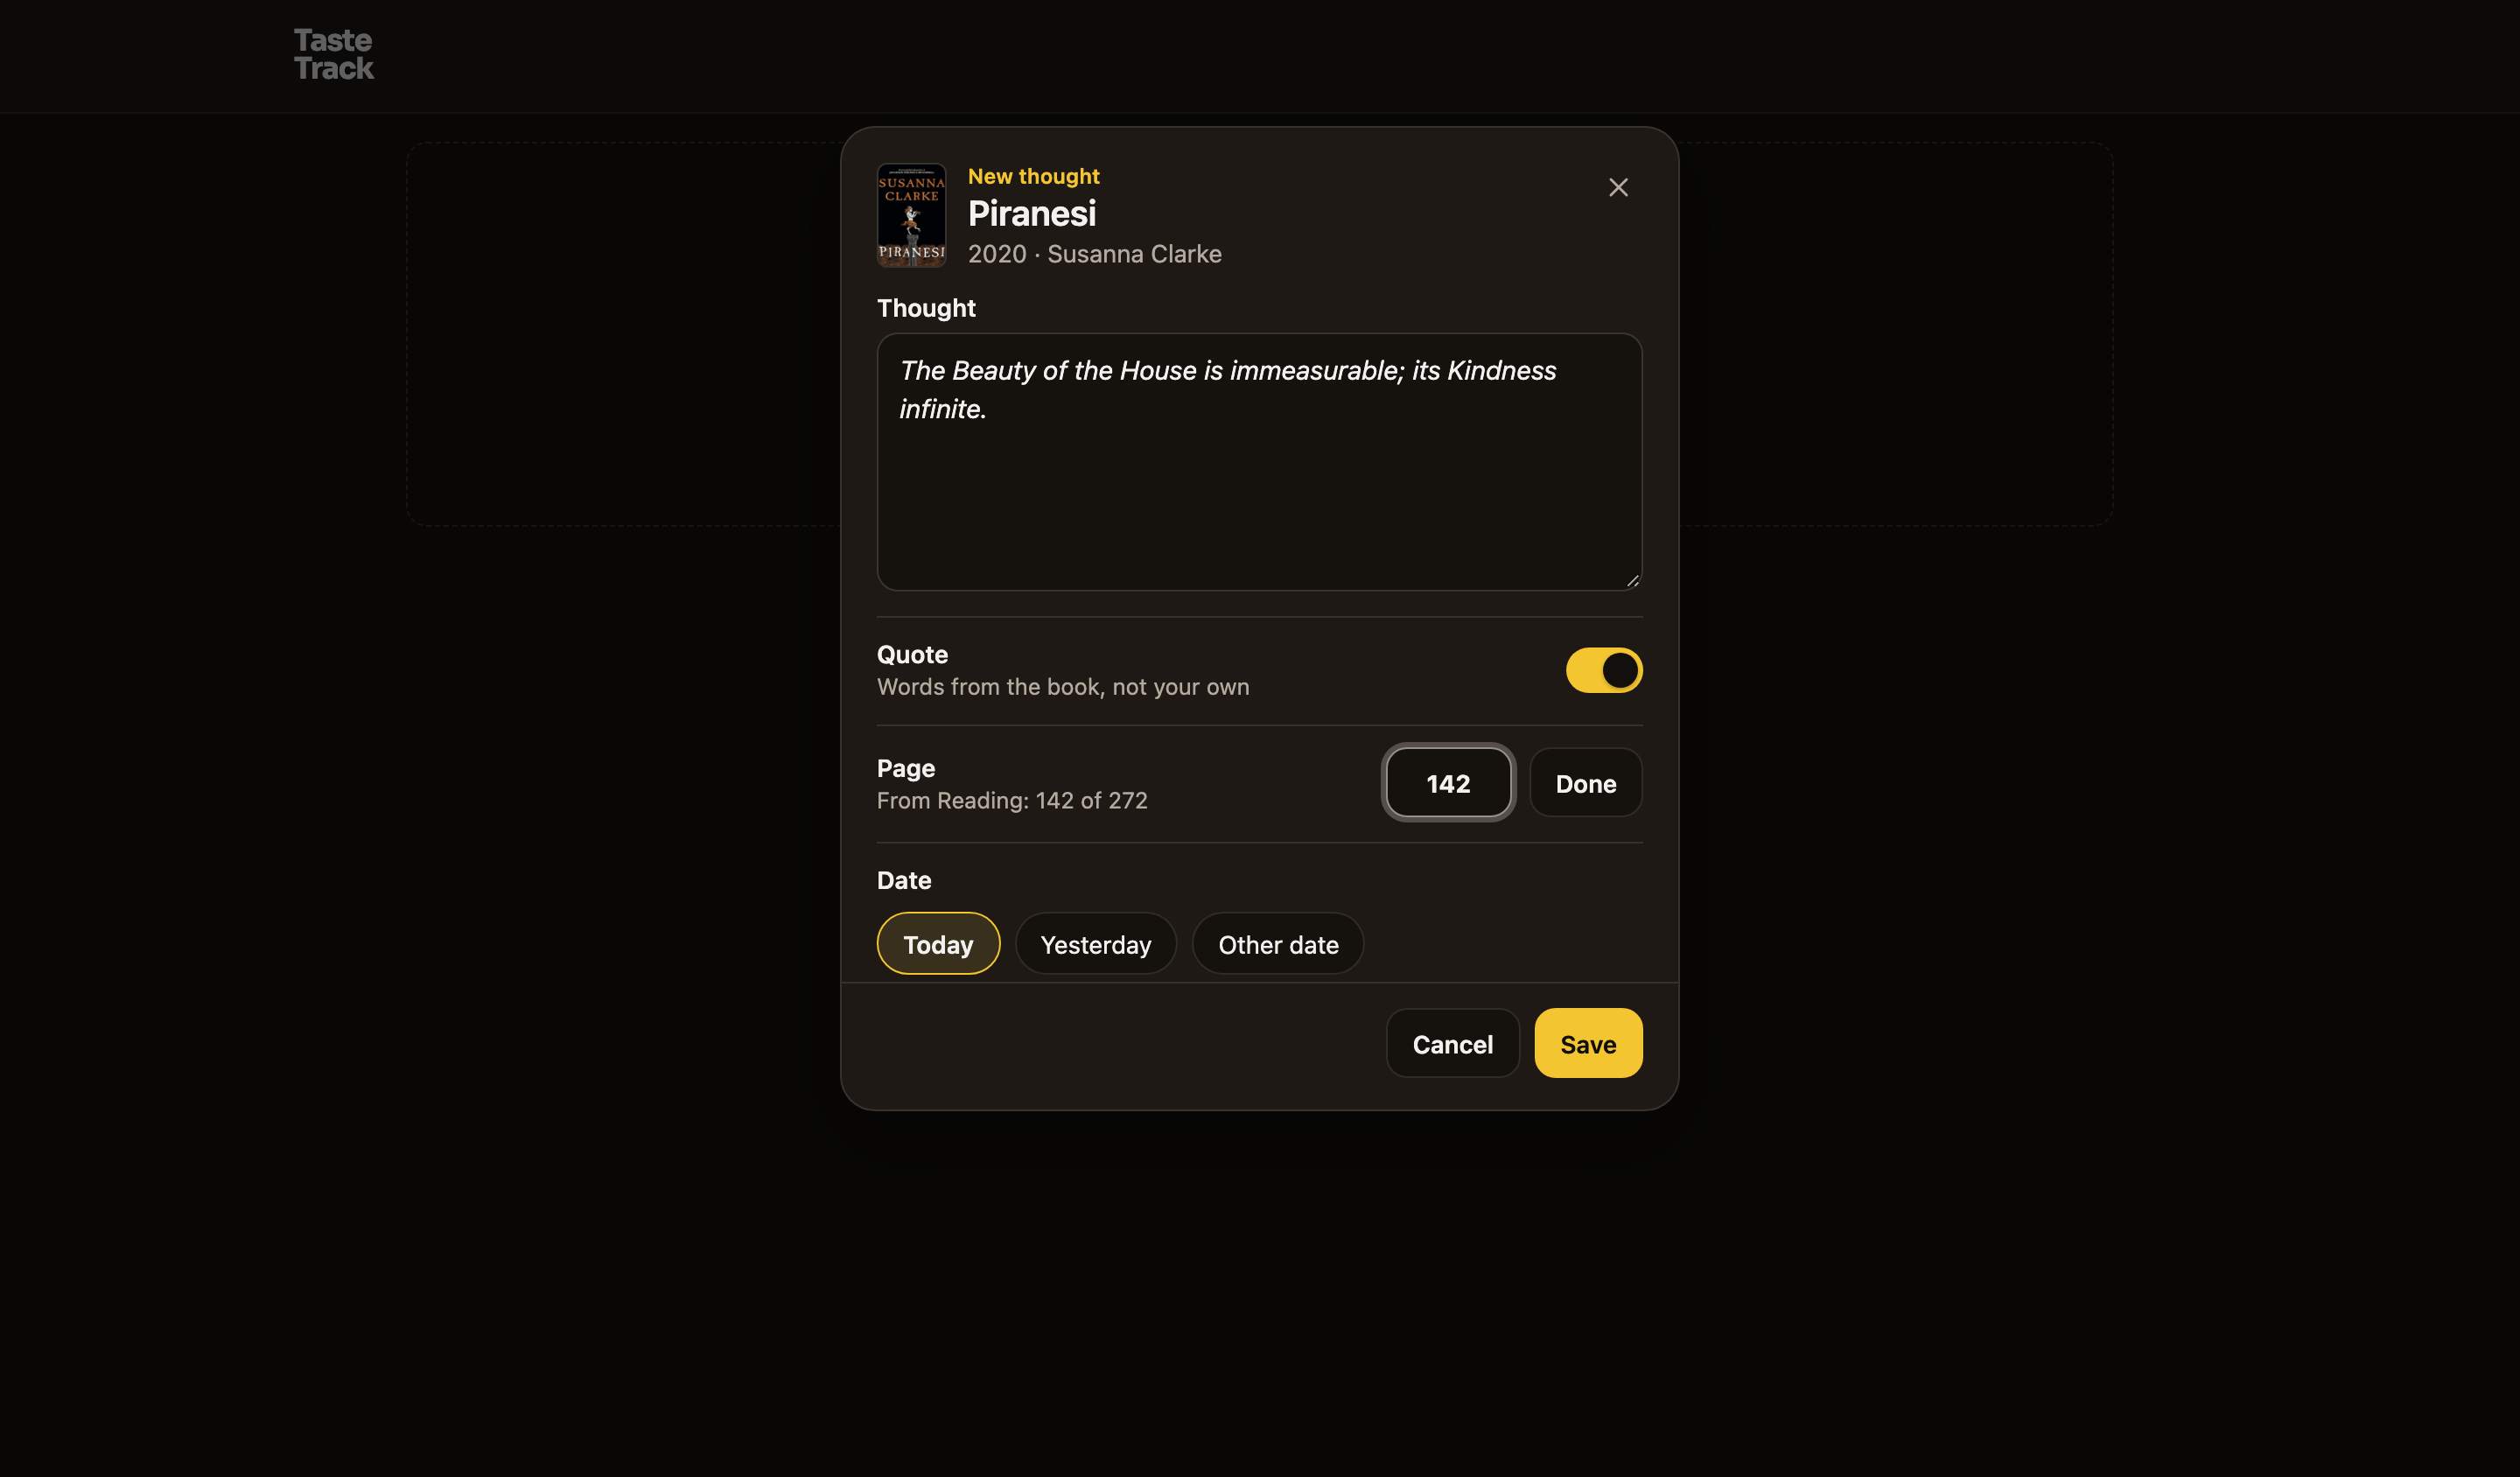 Taste
Track
SUSANNA
CLARKE
PIRANESI
New thought
Piranesi
2020 · Susanna Clarke
Thought
The Beauty of the House is immeasurable; its Kindness
infinite.
Quote
Words from the book, not your own
Page
From Reading: 142 of 272
142
Done
Date
Today
Yesterday
Other date
Cancel
Save